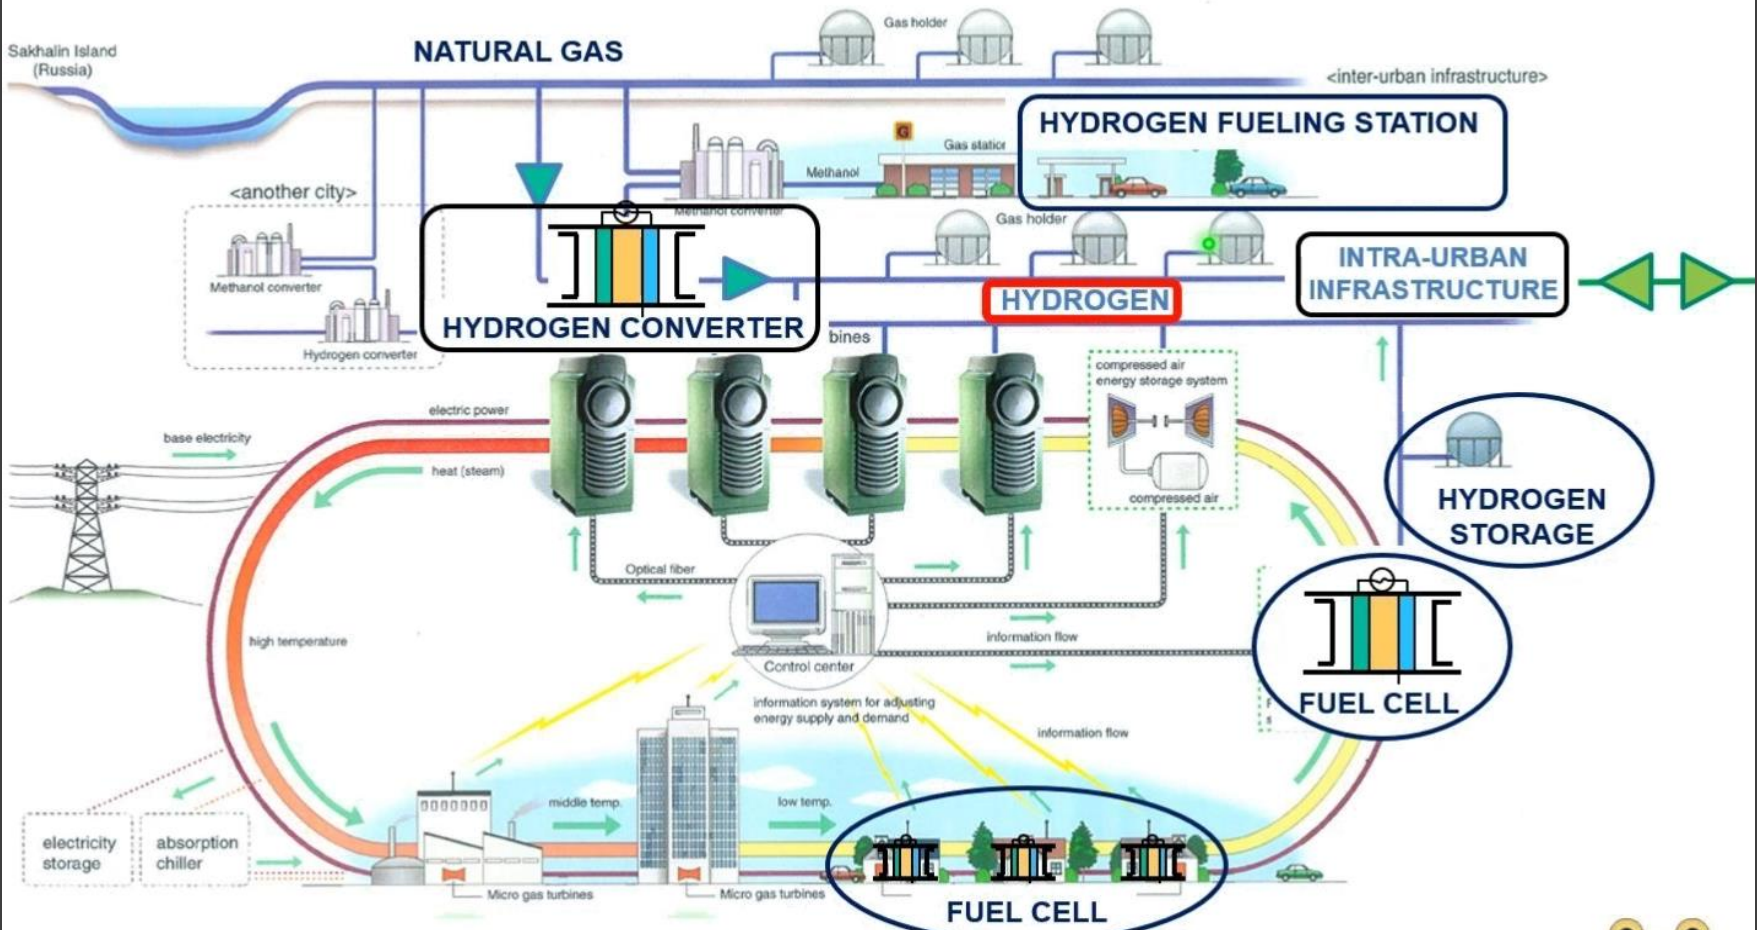 Gas holder
Sakhalin Island
(Russia)
NATURAL GAS
<inter-urban infrastructure>
HYDROGEN FUELING STATION
G
Gas station
Methanol
<another city>
Methanol converter
Gas holder
INTRA-URBAN
INFRASTRUCTURE
Methanol converter
HYDROGEN
HYDROGEN CONVERTER
bines
Hydrogen converter
compressed air
energy storage system
electric power
base electricity
heat (steam)
compressed air
HYDROGEN
STORAGE
Optical fiber
information flow
high temperature
Control center
FUEL CELL
information system for adjusting
energy supply and demand
information flow
middle temp.
low temp.
electricity
storage
absorption
chiller
Micro gas turbines
Micro gas turbines
FUEL CELL